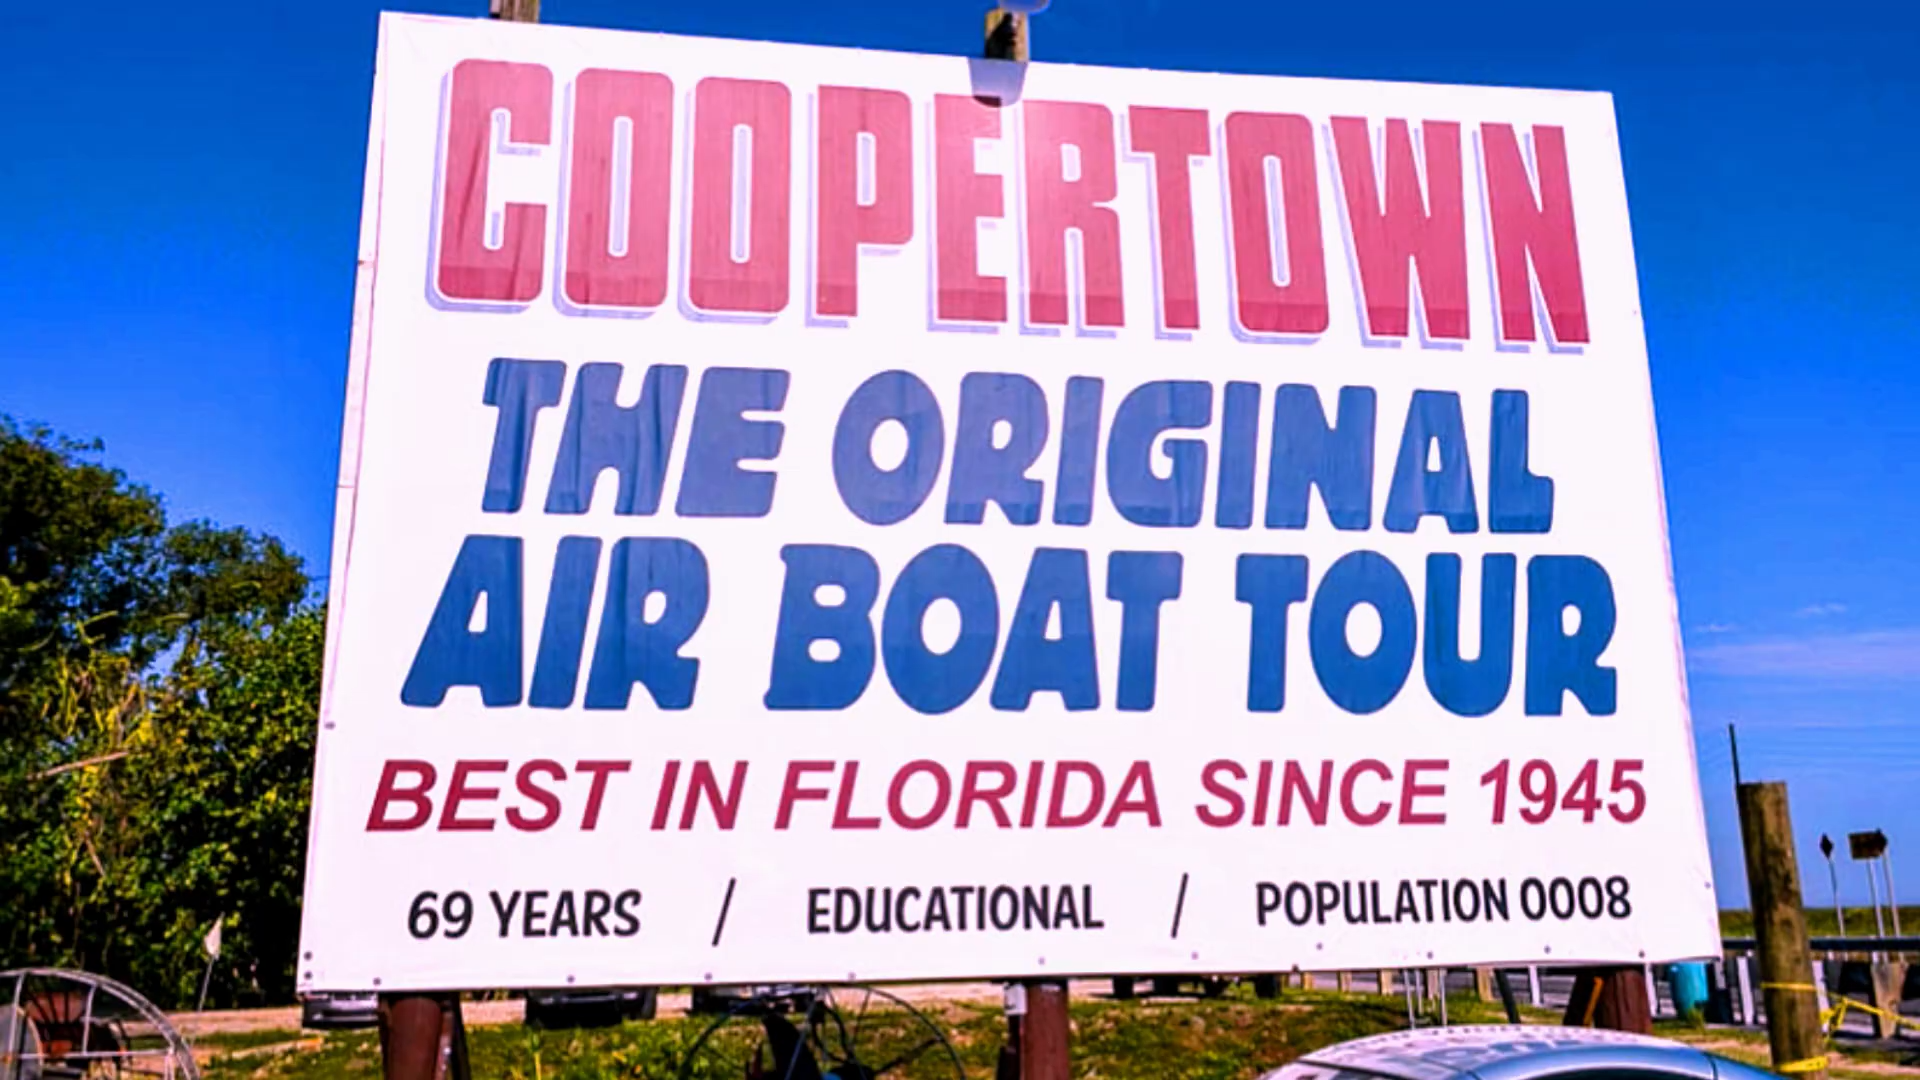 COOPERTOWN
THE ORIGINAL
AIR BOAT TOUR
BEST IN FLORIDA SINCE 1945
69 YEARS / EDUCATIONAL / POPULATION 0008